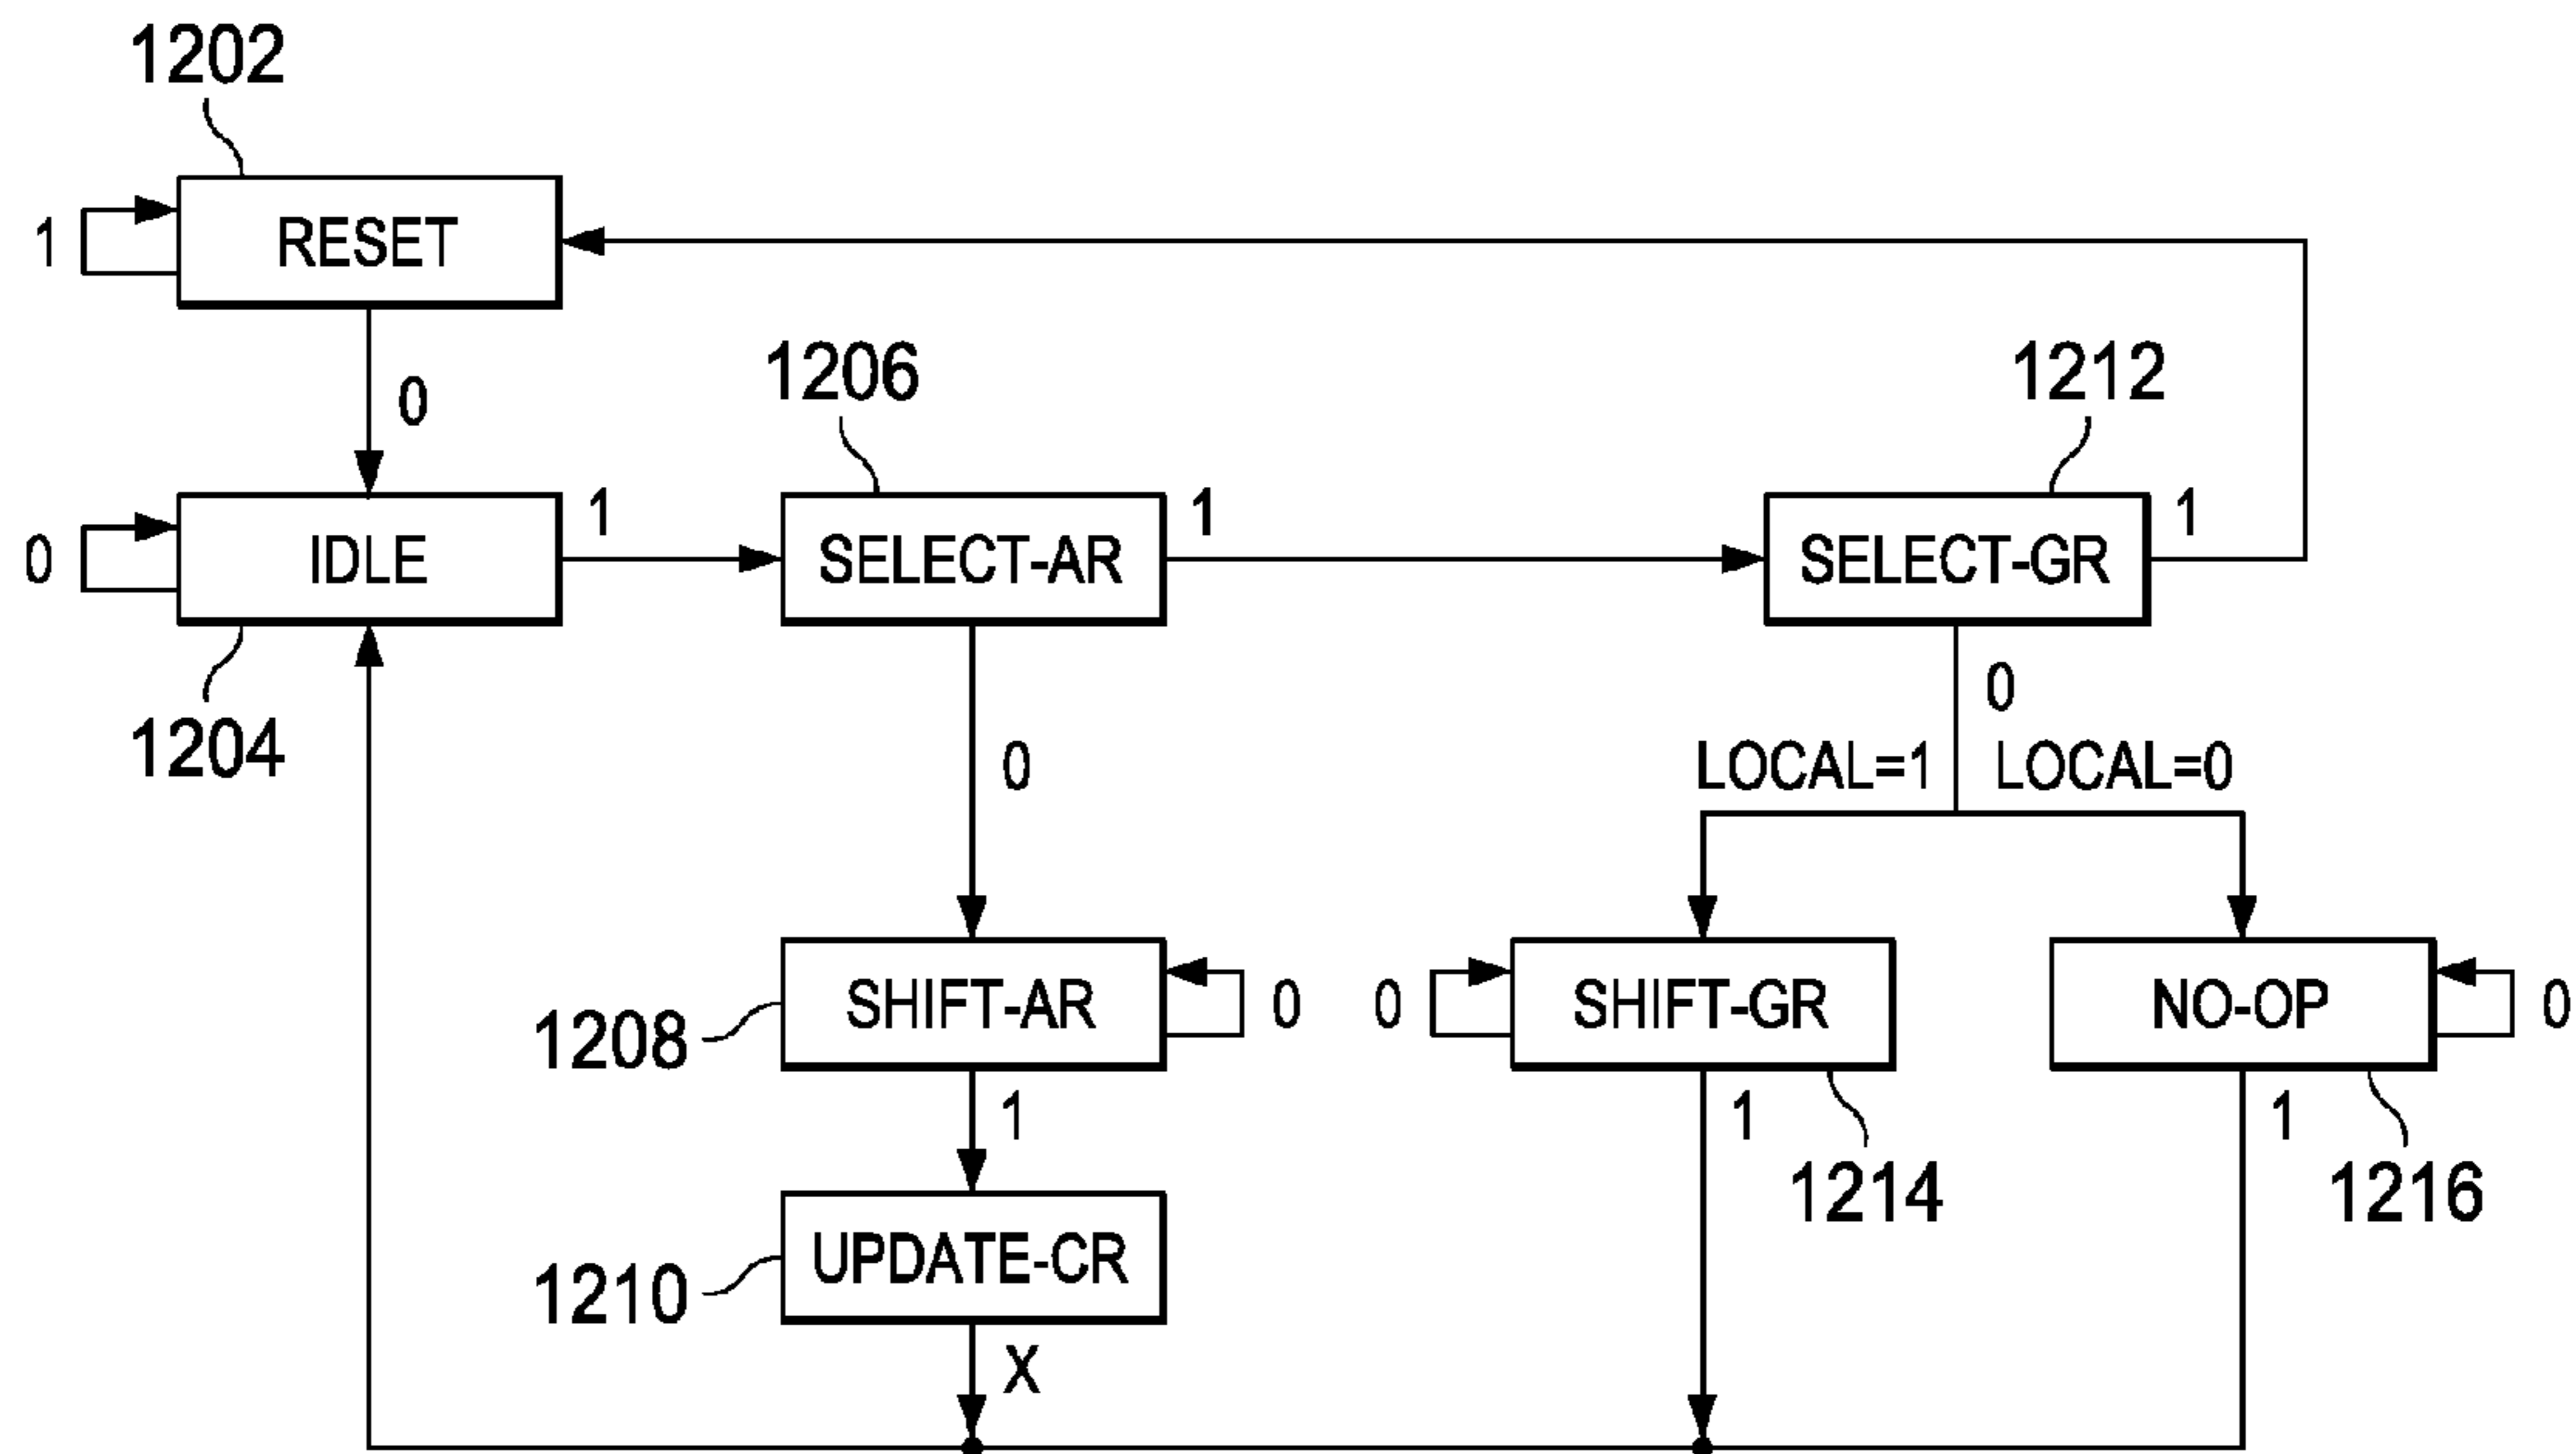 1202
1
RESET
0
1206
1212
0
IDLE
1
SELECT-AR
1
SELECT-GR
1
1204
0
0
LOCAL=1
LOCAL=0
1208
SHIFT-AR
0
0
SHIFT-GR
NO-OP
0
1
1
1
1214
1216
1210
UPDATE-CR
X